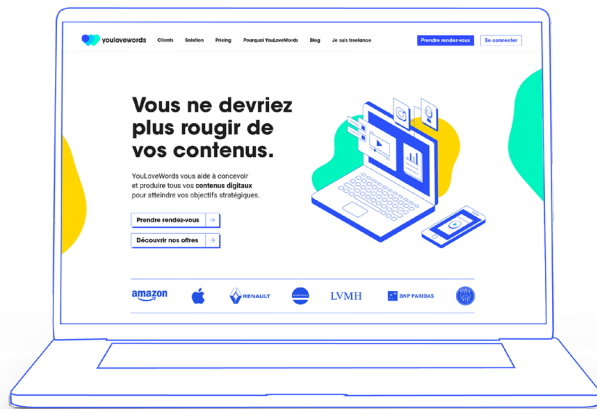 youlovewords Clients Solution Pricing Pourquoi YouLoveWords Blog Je suis freelance Prendre rendez-vous Se connecter
Vous ne devriez
plus rougir de
vos contenus.
YouLoveWords vous aide à concevoir
et produire tous vos contenus digitaux
pour atteindre vos objectifs stratégiques.
Prendre rendez-vous
Découvrir nos offres
amazon RENAULT LVMH BNP PARIBAS